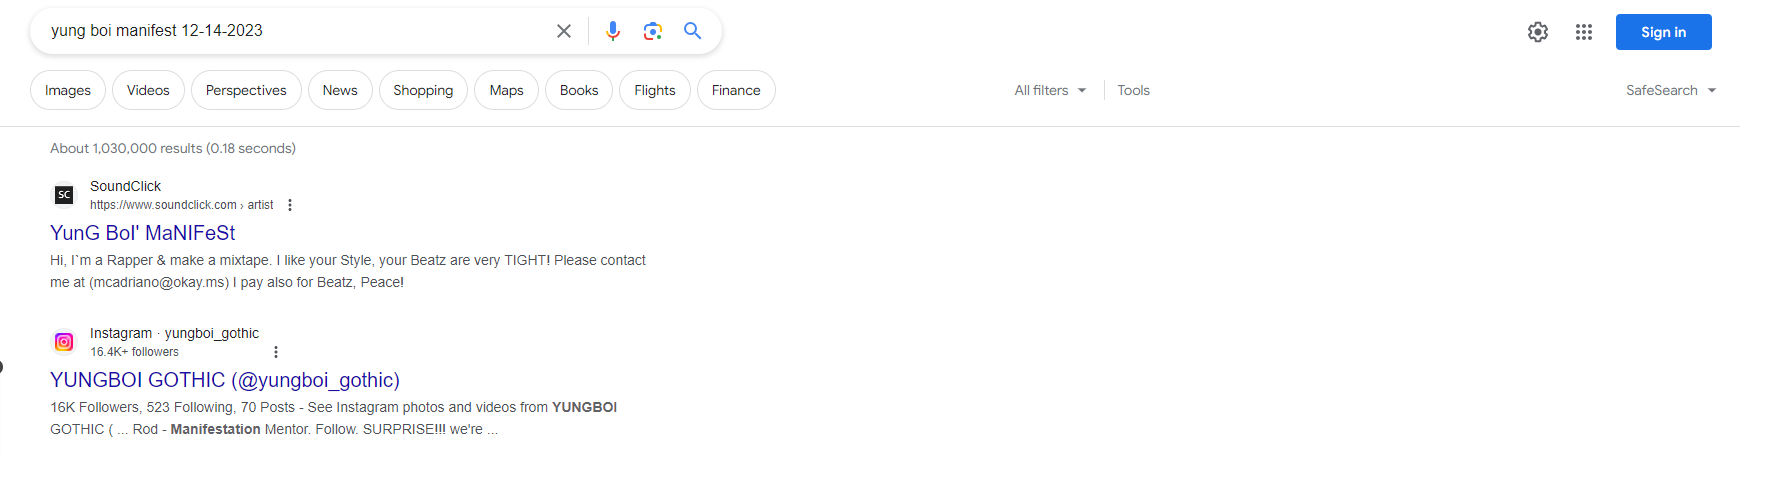 yung boi manifest 12-14-2023
Sign in
Images Videos Perspectives News Shopping Maps Books Flights Finance All filters Tools SafeSearch
About 1,030,000 results (0.18 seconds)
SC
SoundClick
https://www.soundclick.com › artist
YunG BoI' MaNIFeSt
Hi, I`m a Rapper & make a mixtape. I like your Style, your Beatz are very TIGHT! Please contact
me at (mcadriano@okay.ms) I pay also for Beatz, Peace!
Instagram · yungboi_gothic
16.4K+ followers
YUNGBOI GOTHIC (@yungboi_gothic)
16K Followers, 523 Following, 70 Posts - See Instagram photos and videos from YUNGBOI
GOTHIC ( ... Rod - Manifestation Mentor. Follow. SURPRISE!!! we're ...